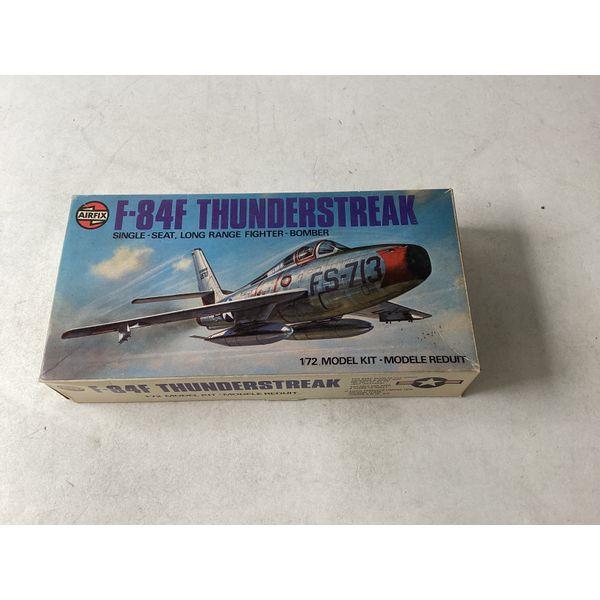 AIRFIX
F-84F THUNDERSTREAK
SINGLE-SEAT, LONG RANGE FIGHTER-BOMBER
FS-713
1/72 MODEL KIT - MODELE REDUIT
F-84F THUNDERSTREAK
1/72 MODEL KIT - MODELE REDUIT